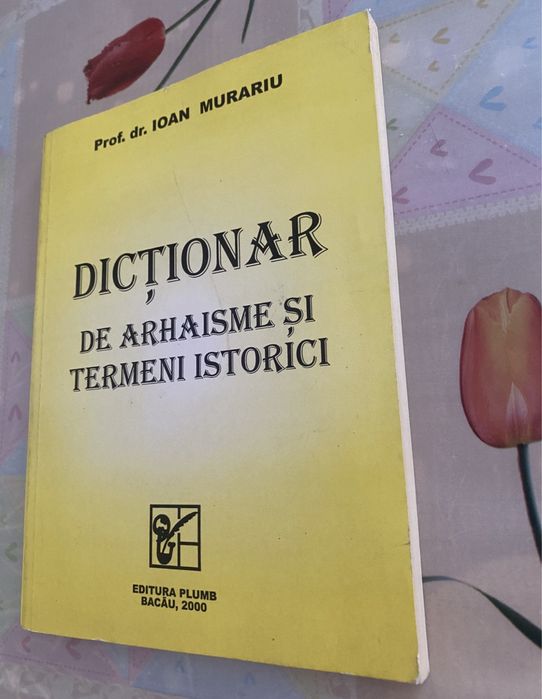 Prof. dr. IOAN MURARIU
DICȚIONAR
DE ARHAISME ȘI
TERMENI ISTORICI
EDITURA PLUMB
BACĂU, 2000